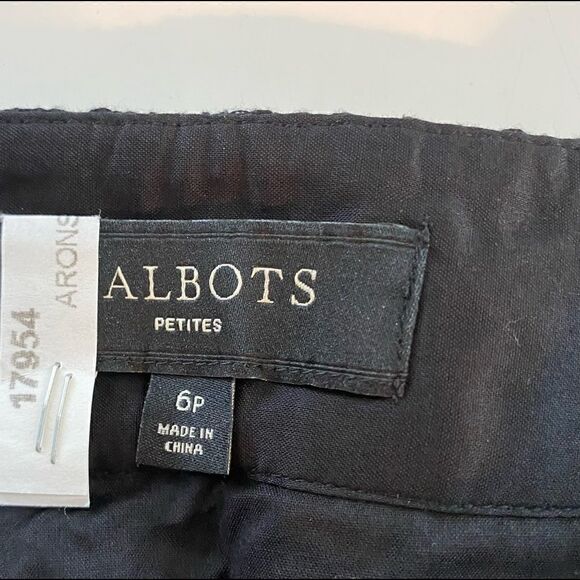 ARONS
17954
ALBOTS
PETITES
6P
MADE IN
CHINA